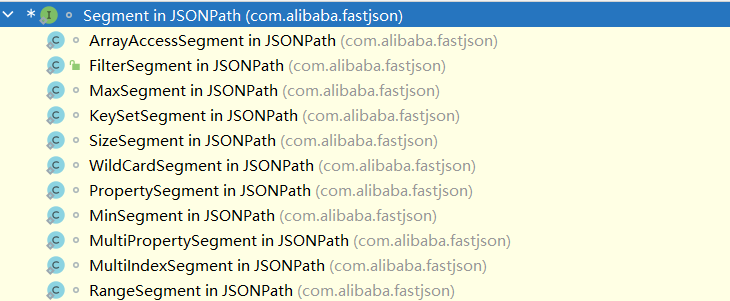 Segment in JSONPath (com.alibaba.fastjson)
ArrayAccessSegment in JSONPath (com.alibaba.fastjson)
FilterSegment in JSONPath (com.alibaba.fastjson)
MaxSegment in JSONPath (com.alibaba.fastjson)
KeySetSegment in JSONPath (com.alibaba.fastjson)
SizeSegment in JSONPath (com.alibaba.fastjson)
WildCardSegment in JSONPath (com.alibaba.fastjson)
PropertySegment in JSONPath (com.alibaba.fastjson)
MinSegment in JSONPath (com.alibaba.fastjson)
MultiPropertySegment in JSONPath (com.alibaba.fastjson)
MultiIndexSegment in JSONPath (com.alibaba.fastjson)
RangeSegment in JSONPath (com.alibaba.fastjson)